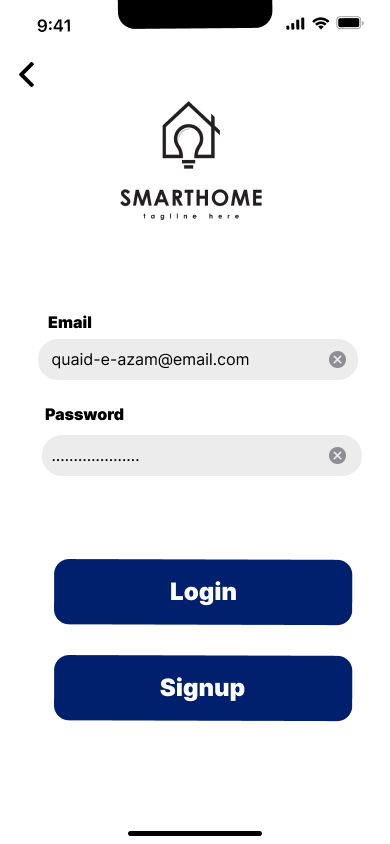 9:41
SMARTHOME
tagline here
Email
quaid-e-azam@email.com
Password
....................
Login
Signup